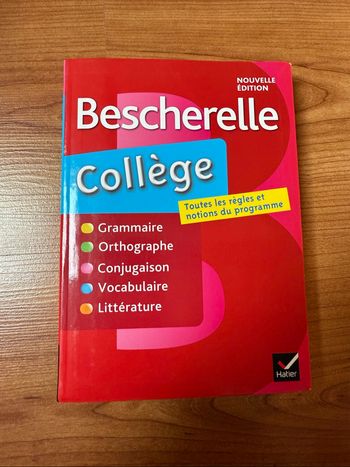 NOUVELLE
ÉDITION
Bescherelle
Collège
Toutes les règles et
notions du programme
Grammaire
Orthographe
Conjugaison
Vocabulaire
Littérature
Hatier